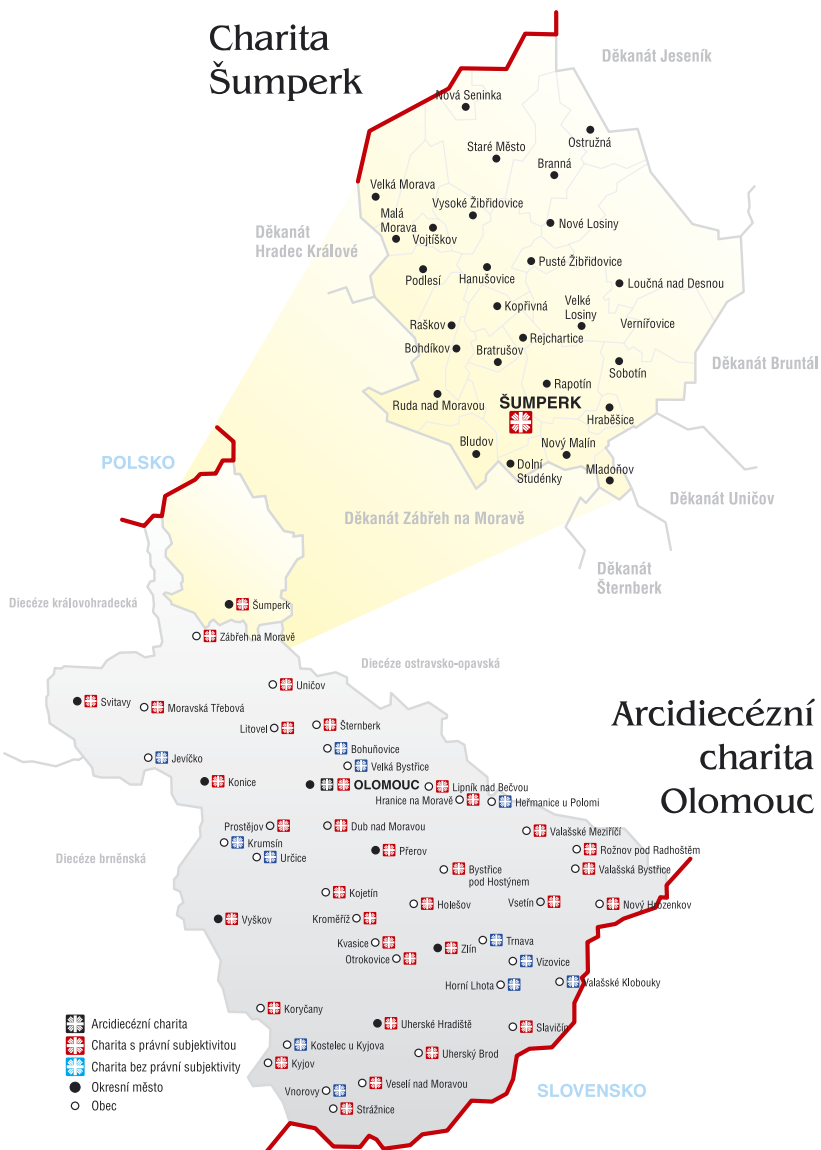 Charita
Šumperk
Děkanát Jeseník
Nová Seninka
Ostružná
Staré Město
Branná
Velká Morava
Vysoké Žibřidovice
Malá
Morava
Vojtíškov
Nové Losiny
Děkanát
Hradec Králové
Pusté Žibřidovice
Podlesí
Hanušovice
Loučná nad Desnou
Kopřivná
Velké
Losiny
Vernířovice
Raškov
Rejchartice
Bohdíkov
Bratrušov
Sobotín
Děkanát Bruntál
Rapotín
Ruda nad Moravou
ŠUMPERK
Hraběšice
Bludov
Nový Malín
Dolní
Studénky
Mladoňov
POLSKO
Děkanát Uničov
Děkanát Zábřeh na Moravě
Děkanát
Šternberk
Diecéze královohradecká
Šumperk
Zábřeh na Moravě
Diecéze ostravsko-opavská
Uničov
Svitavy
Moravská Třebová
Litovel
Šternberk
Arcidiecézní
charita
Olomouc
Bohuňovice
Jevíčko
Velká Bystřice
Konice
OLOMOUC
Lipník nad Bečvou
Hranice na Moravě
Heřmanice u Polomi
Prostějov
Dub nad Moravou
Valašské Meziříčí
Krumsín
Přerov
Rožnov pod Radhoštěm
Diecéze brněnská
Určice
Bystřice
pod Hostýnem
Valašská Bystřice
Kojetín
Holešov
Vsetín
Nový Hrozenkov
Vyškov
Kroměříž
Kvasice
Zlín
Trnava
Otrokovice
Vizovice
Horní Lhota
Valašské Klobouky
Koryčany
Arcidiecézní charita
Uherské Hradiště
Slavičín
Charita s právní subjektivitou
Kostelec u Kyjova
Uherský Brod
Charita bez právní subjektivity
Kyjov
Okresní město
Veselí nad Moravou
Vnorovy
SLOVENSKO
Obec
Strážnice